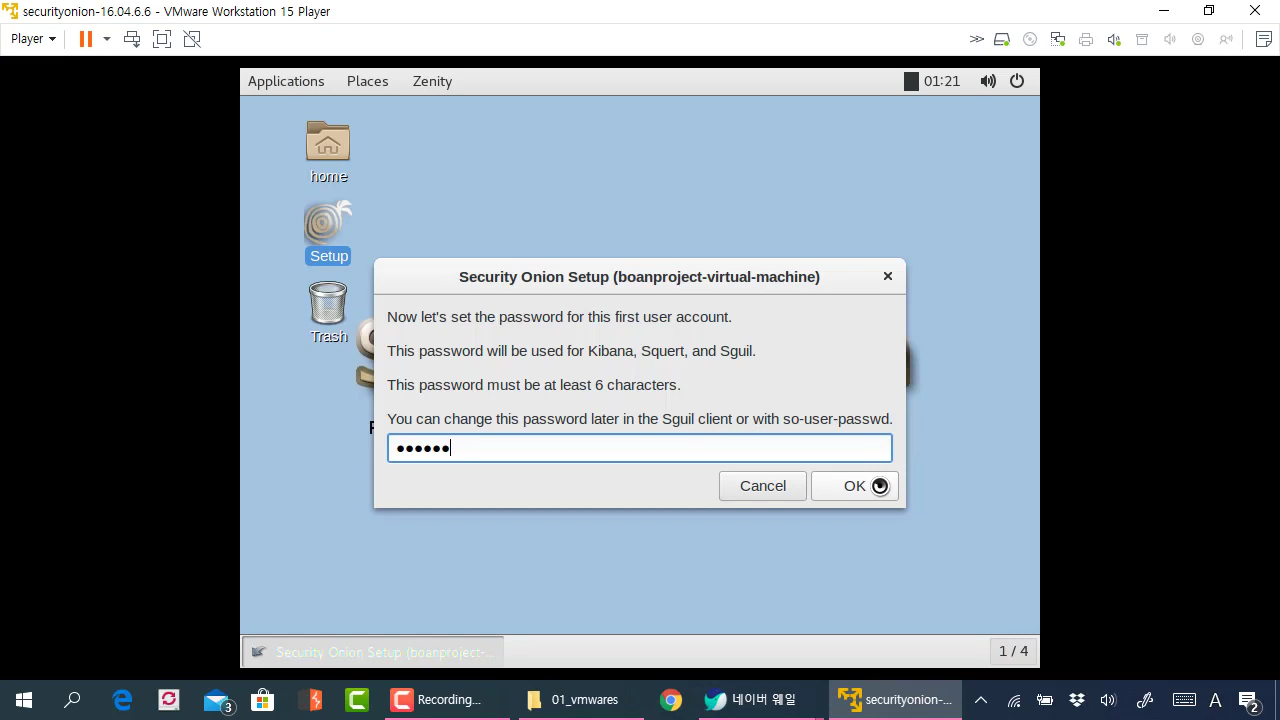 securityonion-16.04.6.6 - VMware Workstation 15 Player
Player
Applications Places Zenity 01:21
home
Setup
Trash
Security Onion Setup (boanproject-virtual-machine)
Now let's set the password for this first user account.
This password will be used for Kibana, Squert, and Sguil.
This password must be at least 6 characters.
You can change this password later in the Sguil client or with so-user-passwd.
●●●●●●
Cancel OK
Security Onion Setup (boanproject-...
1 / 4
3 Recording... 01_vmwares 네이버 웨일 securityonion-... A 2